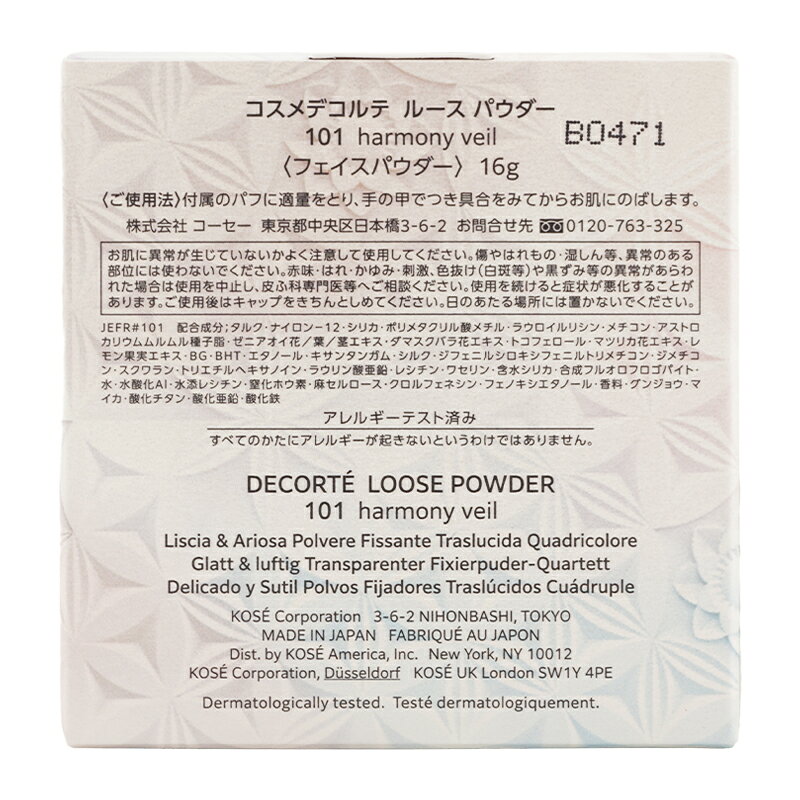 コスメデコルテ ルース パウダー
101 harmony veil
B0471
〈フェイスパウダー〉 16g
〈ご使用法〉付属のパフに適量をとり、手の甲でつき具合をみてからお肌にのばします。
株式会社 コーセー 東京都中央区日本橋3-6-2 お問合せ先 0120-763-325
お肌に異常が生じていないかよく注意して使用してください。傷やはれもの・湿しん等、異常のある
部位には使わないでください。赤味・はれ・かゆみ・刺激、色抜け(白斑等)や黒ずみ等の異常があらわ
れた場合は使用を中止し、皮ふ科専門医等へご相談ください。使用を続けると症状が悪化することが
あります。ご使用後はキャップをきちんとしめてください。日のあたる場所には置かないでください。
JEFR#101 配合成分;タルク・ナイロン-12・シリカ・ポリメタクリル酸メチル・ラウロイルリシン・メチコン・アストロ
カリウムムルムル種子脂・ゼニアオイ花/葉/茎エキス・ダマスクバラ花エキス・トコフェロール・マツリカ花エキス・レ
モン果実エキス・BG・BHT・エタノール・キサンタンガム・シルク・ジフェニルシロキシフェニルトリメチコン・ジメチコ
ン・スクワラン・トリエチルヘキサノイン・ラウリン酸亜鉛・レシチン・ワセリン・含水シリカ・合成フルオロフロゴパイト・
水・水酸化Al・水添レシチン・窒化ホウ素・麻セルロース・クロルフェネシン・フェノキシエタノール・香料・グンジョウ・マ
イカ・酸化チタン・酸化亜鉛・酸化鉄
アレルギーテスト済み
すべてのかたにアレルギーが起きないというわけではありません。
DECORTÉ LOOSE POWDER
101 harmony veil
Liscia & Ariosa Polvere Fissante Traslucida Quadricolore
Glatt & luftig Transparenter Fixierpuder-Quartett
Delicado y Sutil Polvos Fijadores Traslúcidos Cuádruple
KOSÉ Corporation 3-6-2 NIHONBASHI, TOKYO
MADE IN JAPAN FABRIQUÉ AU JAPON
Dist. by KOSÉ America, Inc. New York, NY 10012
KOSÉ Corporation, Düsseldorf KOSÉ UK London SW1Y 4PE
Dermatologically tested. Testé dermatologiquement.